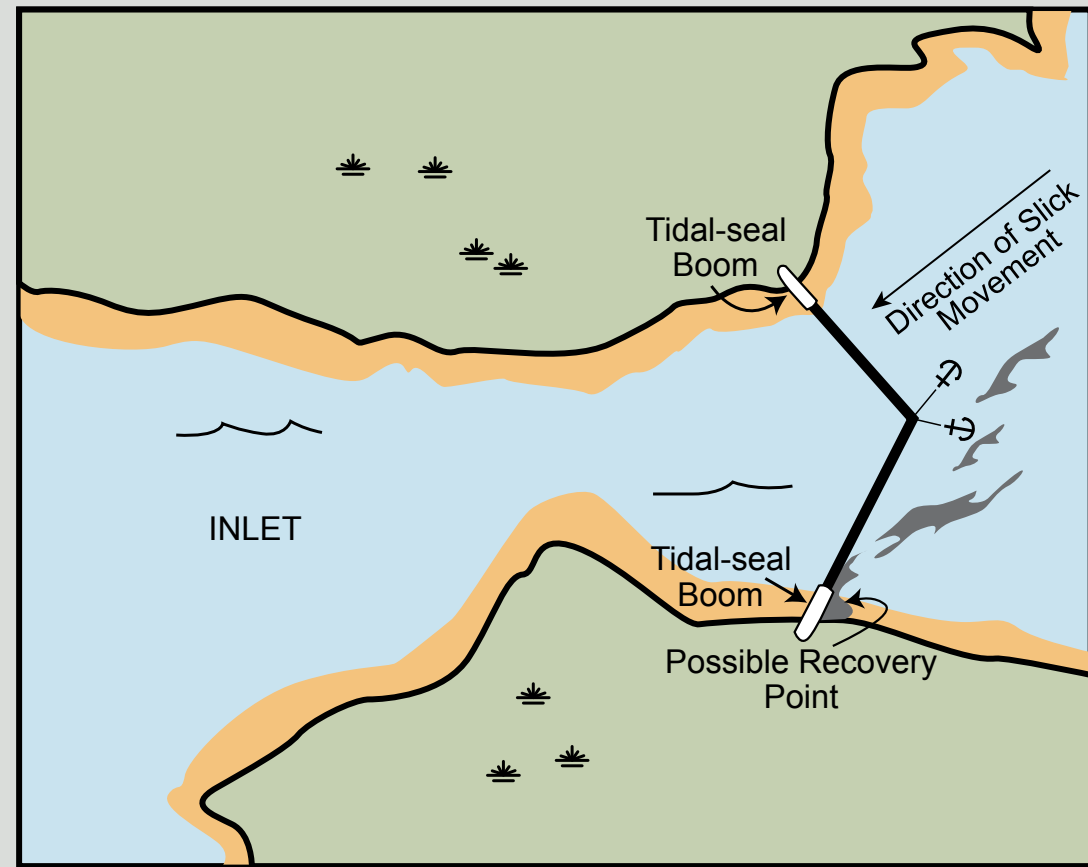 Tidal-seal
Boom
Direction of Slick
Movement
INLET
Tidal-seal
Boom
Possible Recovery
Point